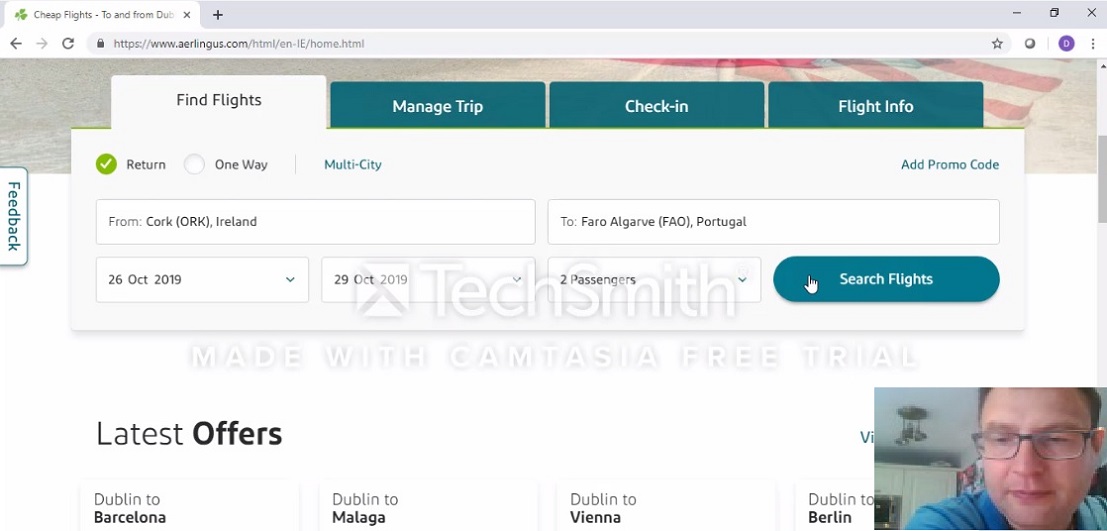 Cheap Flights - To and from Dub
https://www.aerlingus.com/html/en-IE/home.html
D
Find Flights
Manage Trip
Check-in
Flight Info
Return
One Way
Multi-City
Add Promo Code
Feedback
From: Cork (ORK), Ireland
To: Faro Algarve (FAO), Portugal
26 Oct 2019
29 Oct 2019
2 Passengers
Search Flights
TechSmith
MADE WITH CAMTASIA FREE TRIAL
Latest Offers
Vi
Dublin to
Barcelona
Dublin to
Malaga
Dublin to
Vienna
Dublin to
Berlin